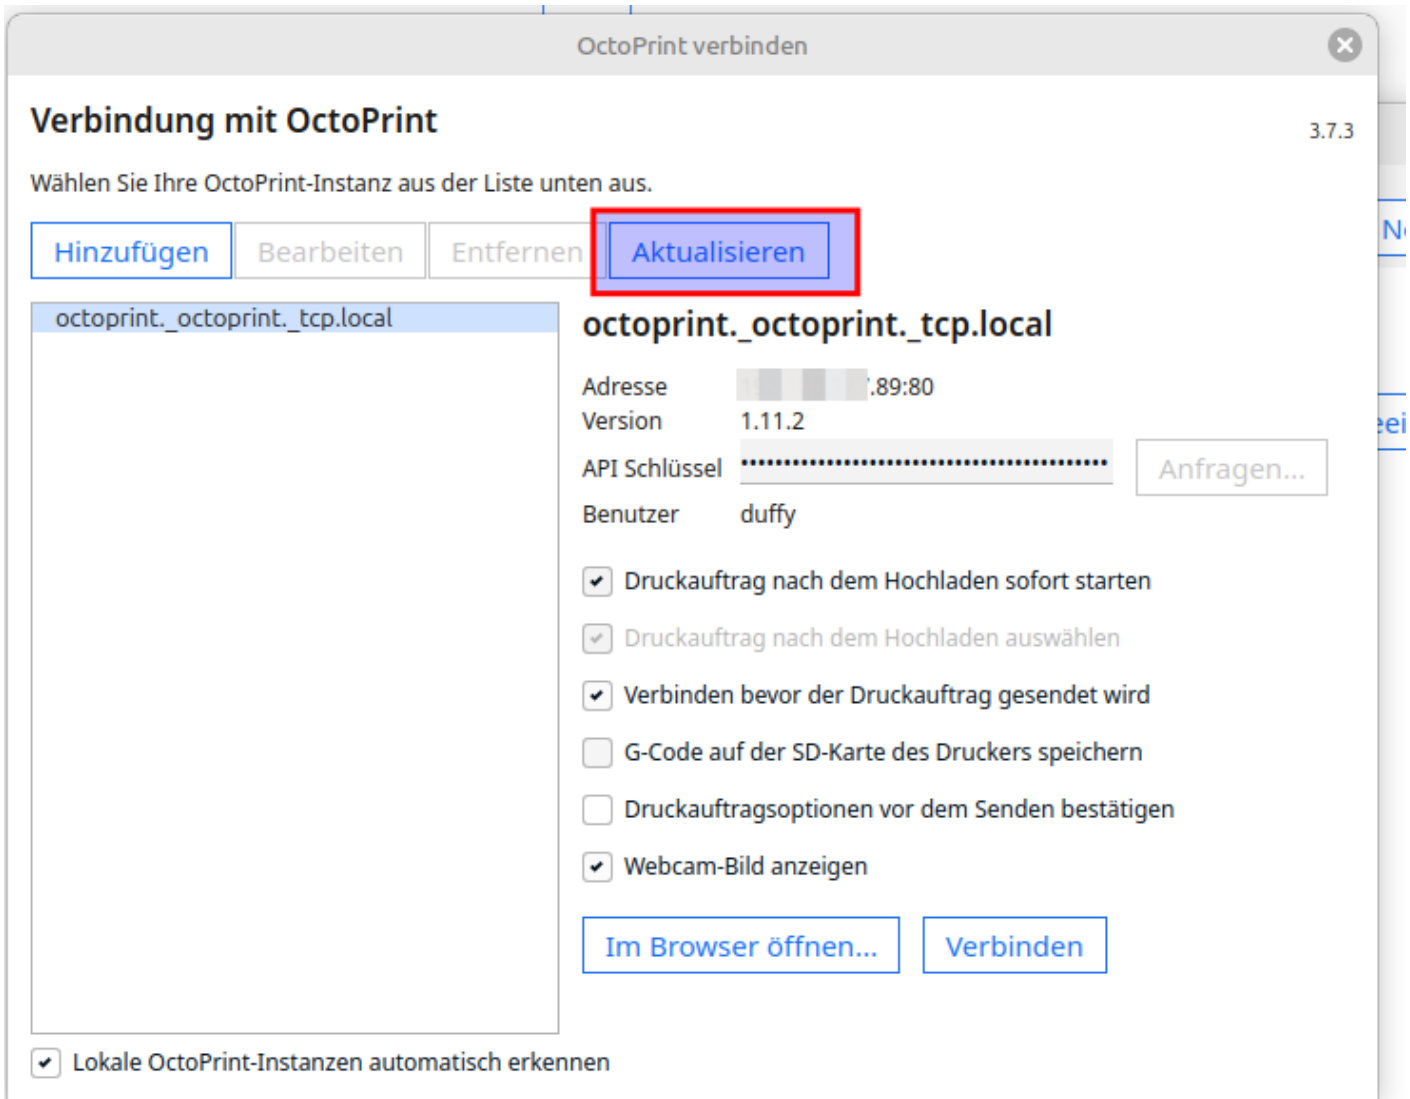 OctoPrint verbinden
Verbindung mit OctoPrint
3.7.3
Wählen Sie Ihre OctoPrint-Instanz aus der Liste unten aus.
Hinzufügen Bearbeiten Entfernen Aktualisieren
octoprint._octoprint._tcp.local
octoprint._octoprint._tcp.local
Adresse .89:80
Version 1.11.2
API Schlüssel Anfragen...
Benutzer duffy
Druckauftrag nach dem Hochladen sofort starten
Druckauftrag nach dem Hochladen auswählen
Verbinden bevor der Druckauftrag gesendet wird
G-Code auf der SD-Karte des Druckers speichern
Druckauftragsoptionen vor dem Senden bestätigen
Webcam-Bild anzeigen
Im Browser öffnen... Verbinden
Lokale OctoPrint-Instanzen automatisch erkennen